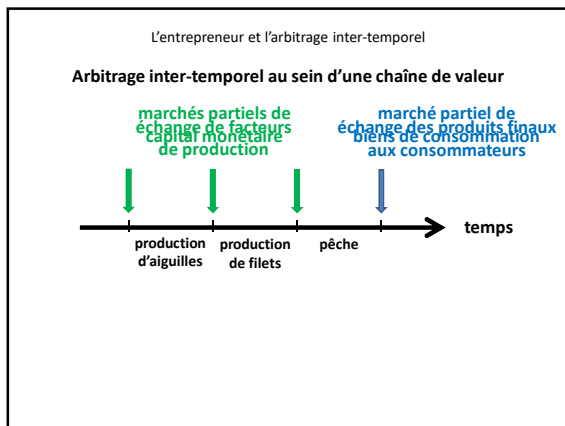 L'entrepreneur et l'arbitrage inter-temporel
Arbitrage inter-temporel au sein d'une chaîne de valeur
marchés partiels de
échange de facteurs
capital monétaire
de production
marché partiel de
échange des produits finaux
biens de consommation
aux consommateurs
temps
production
d'aiguilles
production
de filets
pêche